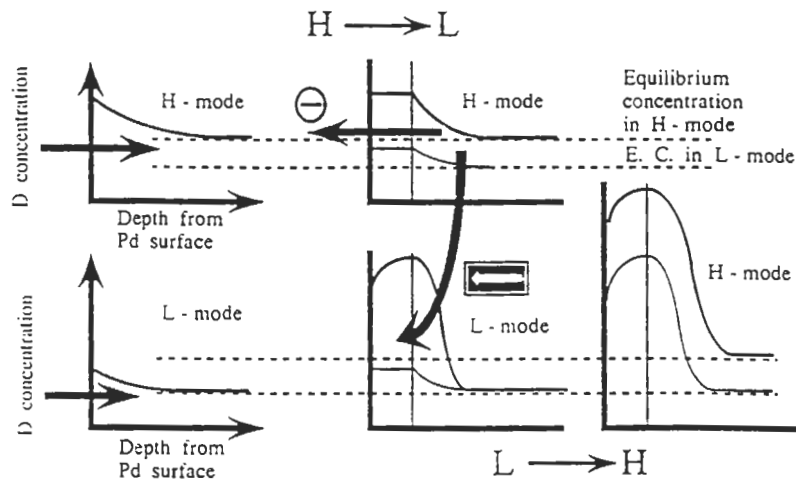 H → L
D concentration
H - mode
⊖
H - mode
Equilibrium
concentration
in H - mode
E. C. in L - mode
Depth from
Pd surface
D concentration
L - mode
L - mode
H - mode
Depth from
Pd surface
L → H